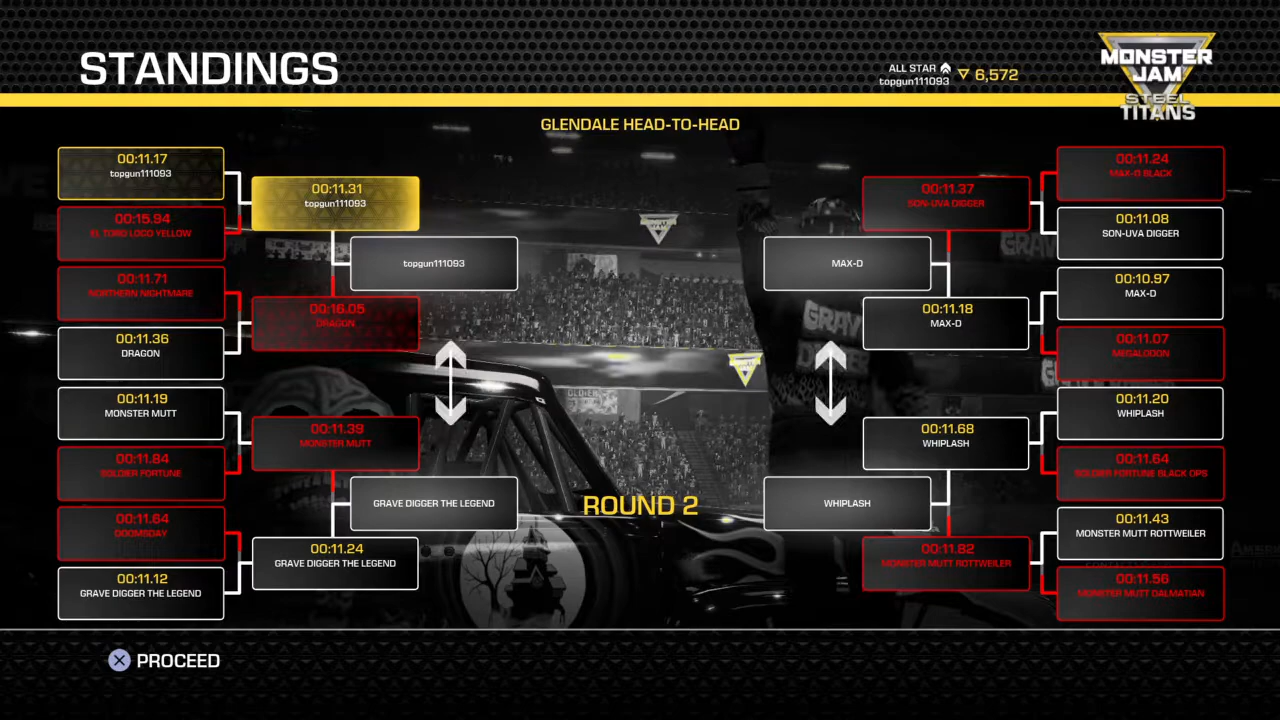 STANDINGS
ALL STAR
topgun111093
6,572
MONSTER
JAM
STEEL
TITANS
GLENDALE HEAD-TO-HEAD
00:11.17
topgun111093
00:15.94
EL TORO LOCO YELLOW
00:11.71
NORTHERN NIGHTMARE
00:11.36
DRAGON
00:11.19
MONSTER MUTT
00:11.84
SOLDIER FORTUNE
00:11.64
DOOMSDAY
00:11.12
GRAVE DIGGER THE LEGEND
00:11.31
topgun111093
00:16.05
DRAGON
00:11.39
MONSTER MUTT
00:11.24
GRAVE DIGGER THE LEGEND
topgun111093
GRAVE DIGGER THE LEGEND
ROUND 2
MAX-D
WHIPLASH
00:11.37
SON-UVA DIGGER
00:11.18
MAX-D
00:11.68
WHIPLASH
00:11.82
MONSTER MUTT ROTTWEILER
00:11.24
MAX-D BLACK
00:11.08
SON-UVA DIGGER
00:10.97
MAX-D
00:11.07
MEGALODON
00:11.20
WHIPLASH
00:11.64
SOLDIER FORTUNE BLACK OPS
00:11.43
MONSTER MUTT ROTTWEILER
00:11.56
MONSTER MUTT DALMATIAN
PROCEED